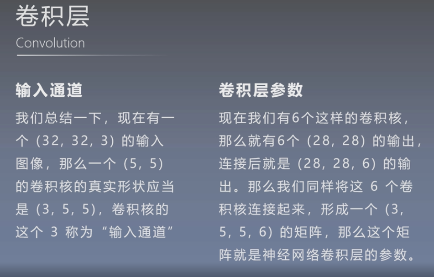 卷积层
Convolution
输入通道
我们总结一下，现在有一
个 (32, 32, 3) 的输入
图像，那么一个 (5, 5)
的卷积核的真实形状应当
是 (3, 5, 5)，卷积核的
这个 3 称为“输入通道”
卷积层参数
现在我们有6个这样的卷积核，
那么就有6个 (28, 28) 的输出，
连接后就是 (28, 28, 6) 的输
出。那么我们同样将这 6 个卷
积核连接起来，形成一个 (3,
5, 5, 6) 的矩阵，那么这个矩
阵就是神经网络卷积层的参数。